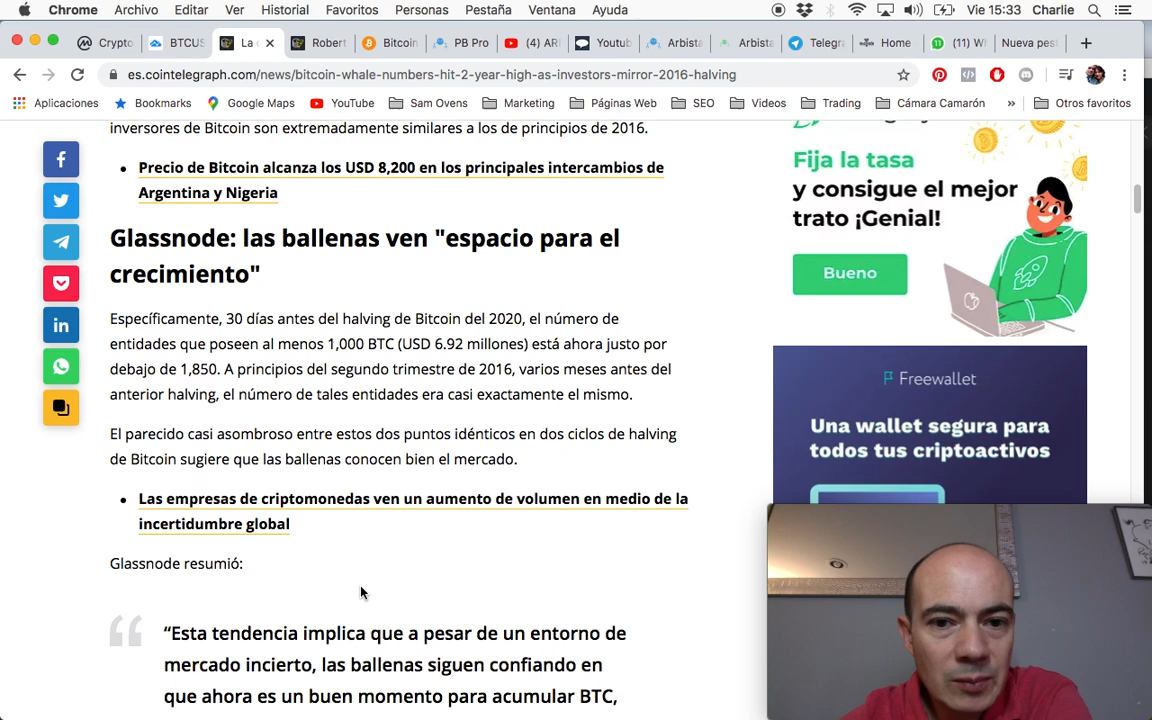 Chrome Archivo Editar Ver Historial Favoritos Personas Pestaña Ventana Ayuda Vie 15:33 Charlie
Crypto BTCUS La c Robert Bitcoin PB Pro (4) ARI Youtub Arbista Arbista Telegra Home (11) W Nueva pest
es.cointelegraph.com/news/bitcoin-whale-numbers-hit-2-year-high-as-investors-mirror-2016-halving
Aplicaciones Bookmarks Google Maps YouTube Sam Ovens Marketing Páginas Web SEO Videos Trading Cámara Camarón » Otros favoritos
inversores de Bitcoin son extremadamente similares a los de principios de 2016.
Precio de Bitcoin alcanza los USD 8,200 en los principales intercambios de
Argentina y Nigeria
Glassnode: las ballenas ven "espacio para el
crecimiento"
Específicamente, 30 días antes del halving de Bitcoin del 2020, el número de
entidades que poseen al menos 1,000 BTC (USD 6.92 millones) está ahora justo por
debajo de 1,850. A principios del segundo trimestre de 2016, varios meses antes del
anterior halving, el número de tales entidades era casi exactamente el mismo.
El parecido casi asombroso entre estos dos puntos idénticos en dos ciclos de halving
de Bitcoin sugiere que las ballenas conocen bien el mercado.
Las empresas de criptomonedas ven un aumento de volumen en medio de la
incertidumbre global
Glassnode resumió:
“Esta tendencia implica que a pesar de un entorno de
mercado incierto, las ballenas siguen confiando en
que ahora es un buen momento para acumular BTC,
Fija la tasa
y consigue el mejor
trato ¡Genial!
Bueno
Freewallet
Una wallet segura para
todos tus criptoactivos